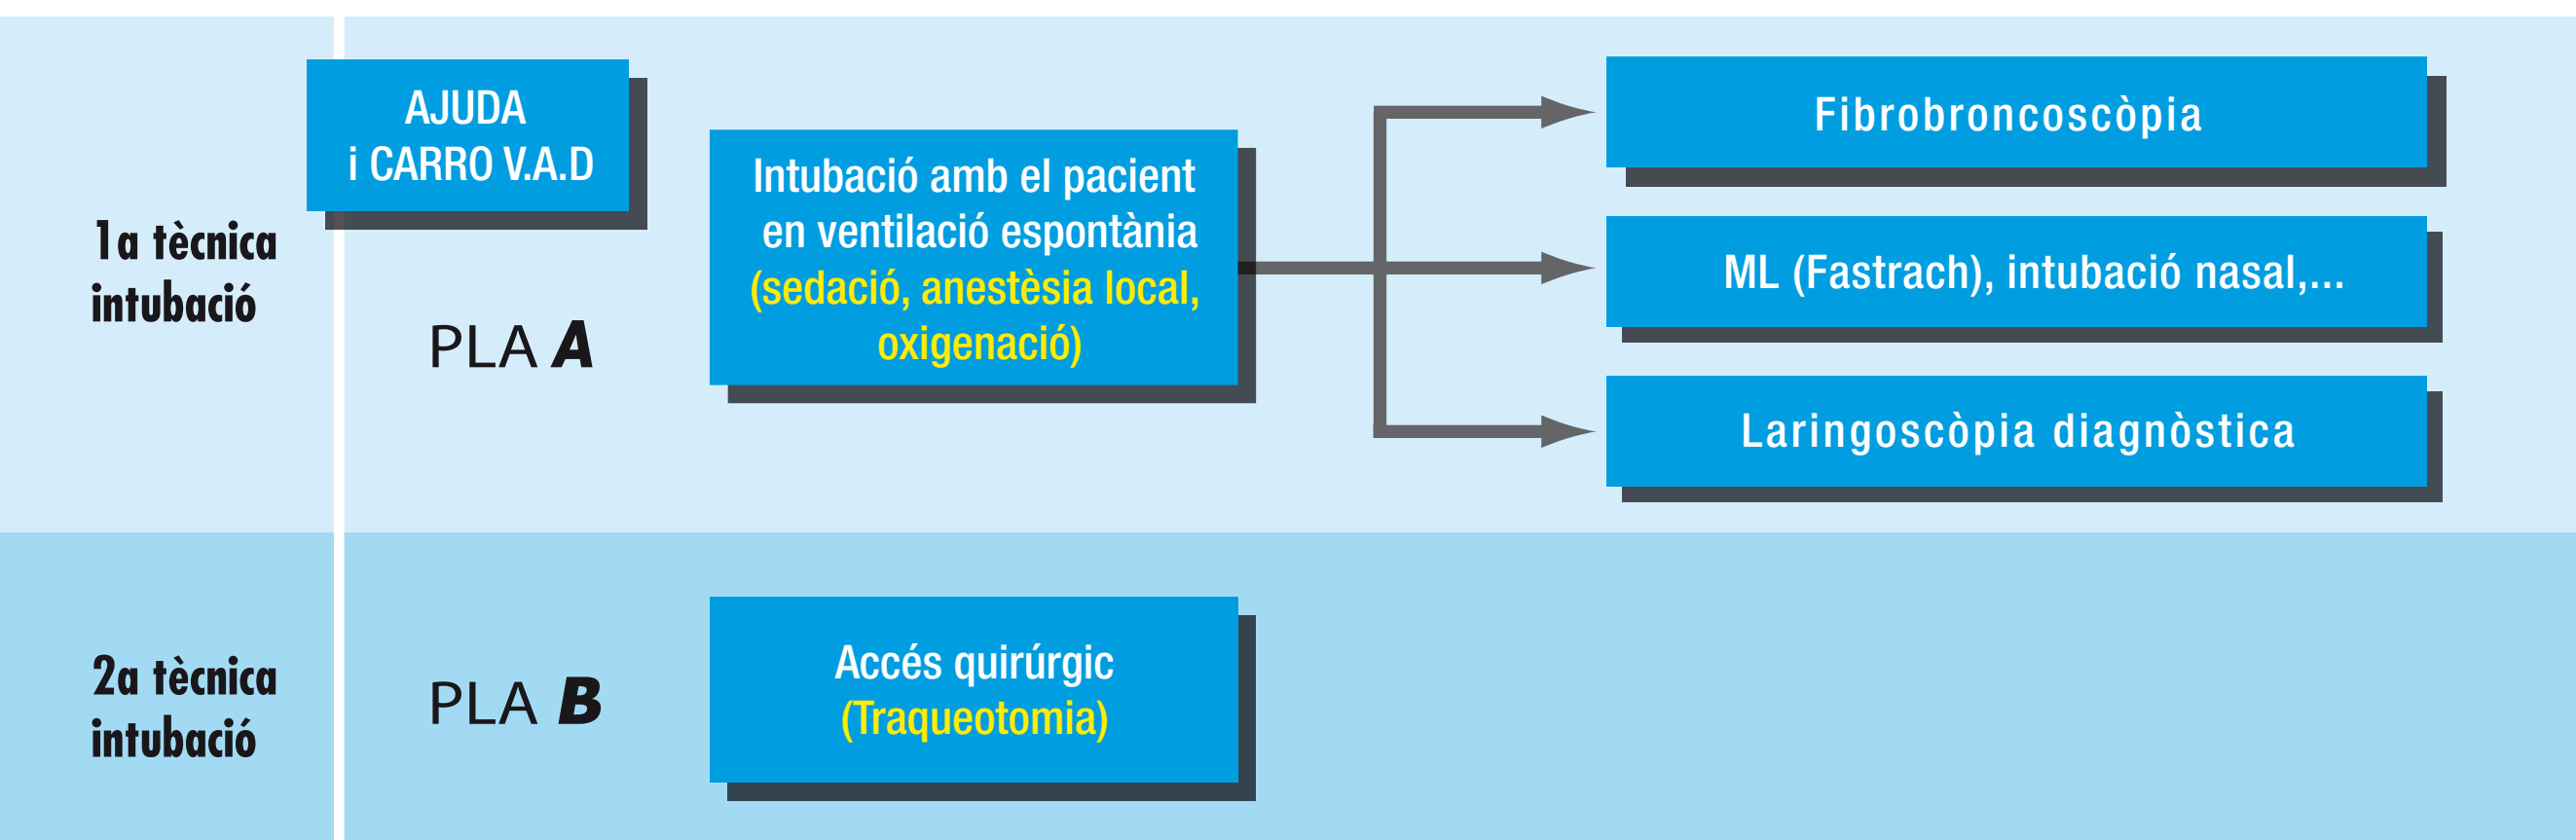 1a tècnica
intubació
AJUDA
i CARRO V.A.D
PLA A
Intubació amb el pacient
en ventilació espontània
(sedació, anestèsia local,
oxigenació)
Fibrobroncoscòpia
ML (Fastrach), intubació nasal,...
Laringoscòpia diagnòstica
2a tècnica
intubació
PLA B
Accés quirúrgic
(Traqueotomia)